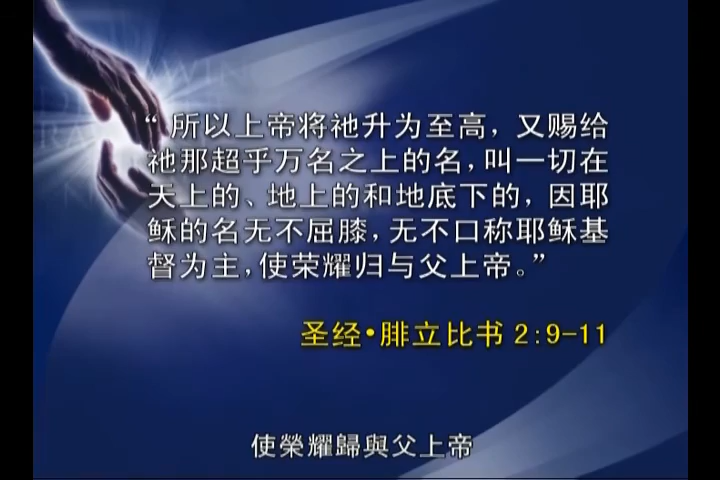 “所以上帝将祂升为至高，又赐给
祂那超乎万名之上的名，叫一切在
天上的、地上的和地底下的，因耶
稣的名无不屈膝，无不口称耶稣基
督为主，使荣耀归与父上帝。”
圣经•腓立比书 2:9-11
使榮耀歸與父上帝